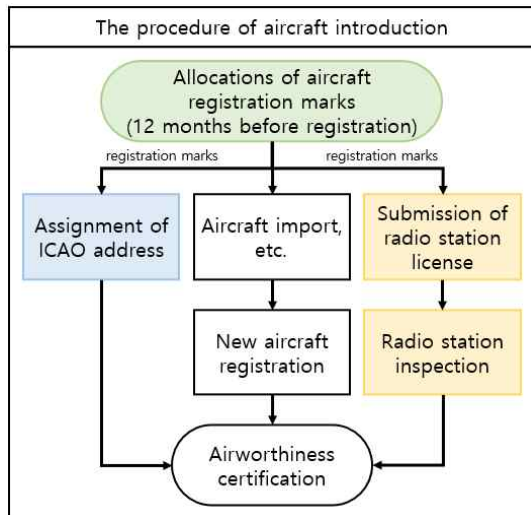 The procedure of aircraft introduction
Allocations of aircraft
registration marks
(12 months before registration)
registration marks
registration marks
Assignment of
ICAO address
Aircraft import,
etc.
Submission of
radio station
license
New aircraft
registration
Radio station
inspection
Airworthiness
certification